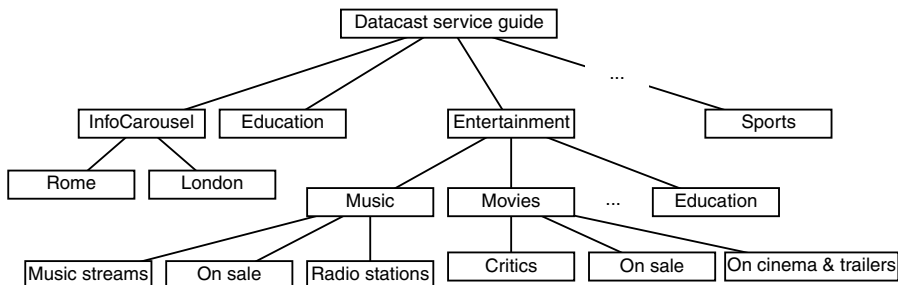 Datacast service guide
...
InfoCarousel
Education
Entertainment
Sports
Rome
London
Music
Movies
...
Education
Music streams
On sale
Radio stations
Critics
On sale
On cinema & trailers